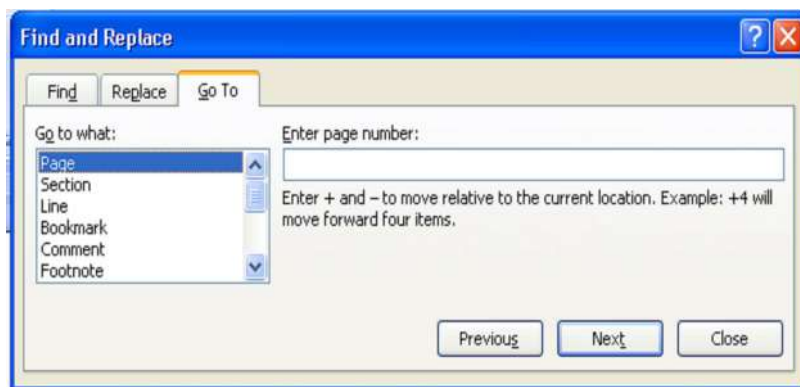 Find and Replace
Find Replace Go To
Go to what:
Page
Section
Line
Bookmark
Comment
Footnote
Enter page number:
Enter + and – to move relative to the current location. Example: +4 will
move forward four items.
Previous Next Close